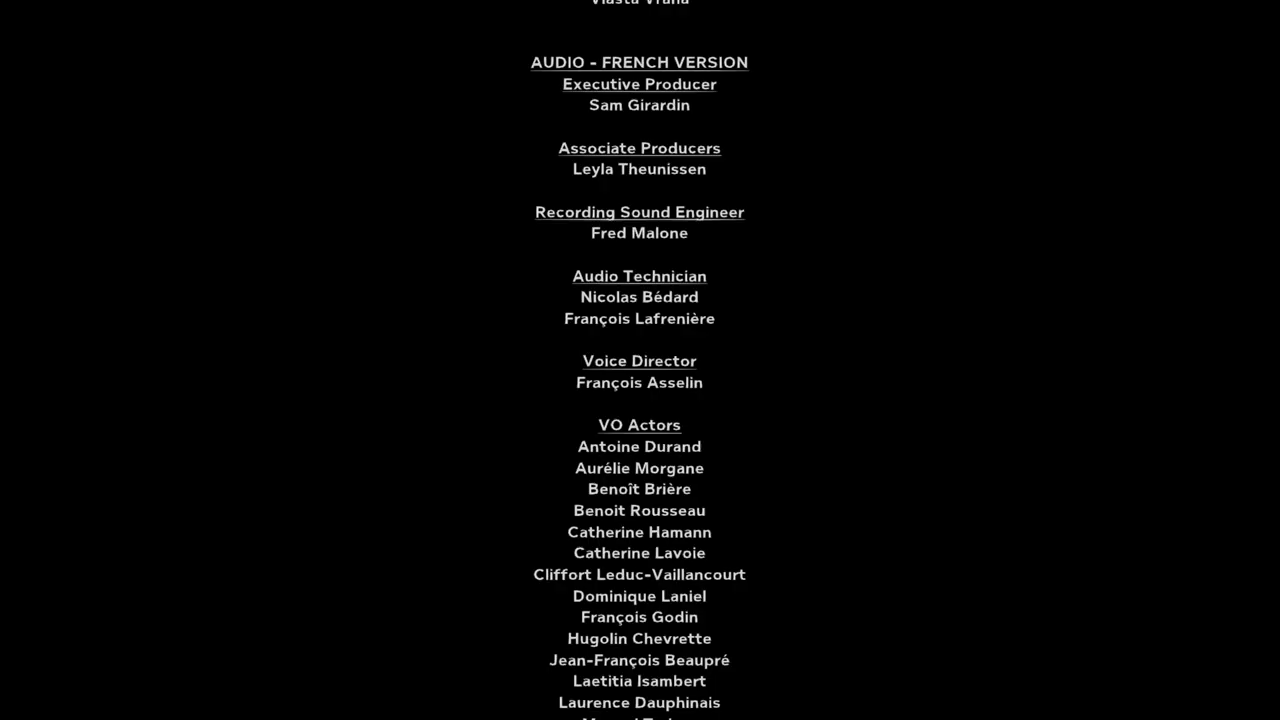 AUDIO - FRENCH VERSION
Executive Producer
Sam Girardin
Associate Producers
Leyla Theunissen
Recording Sound Engineer
Fred Malone
Audio Technician
Nicolas Bédard
François Lafrenière
Voice Director
François Asselin
VO Actors
Antoine Durand
Aurélie Morgane
Benoît Brière
Benoit Rousseau
Catherine Hamann
Catherine Lavoie
Cliffort Leduc-Vaillancourt
Dominique Laniel
François Godin
Hugolin Chevrette
Jean-François Beaupré
Laetitia Isambert
Laurence Dauphinais